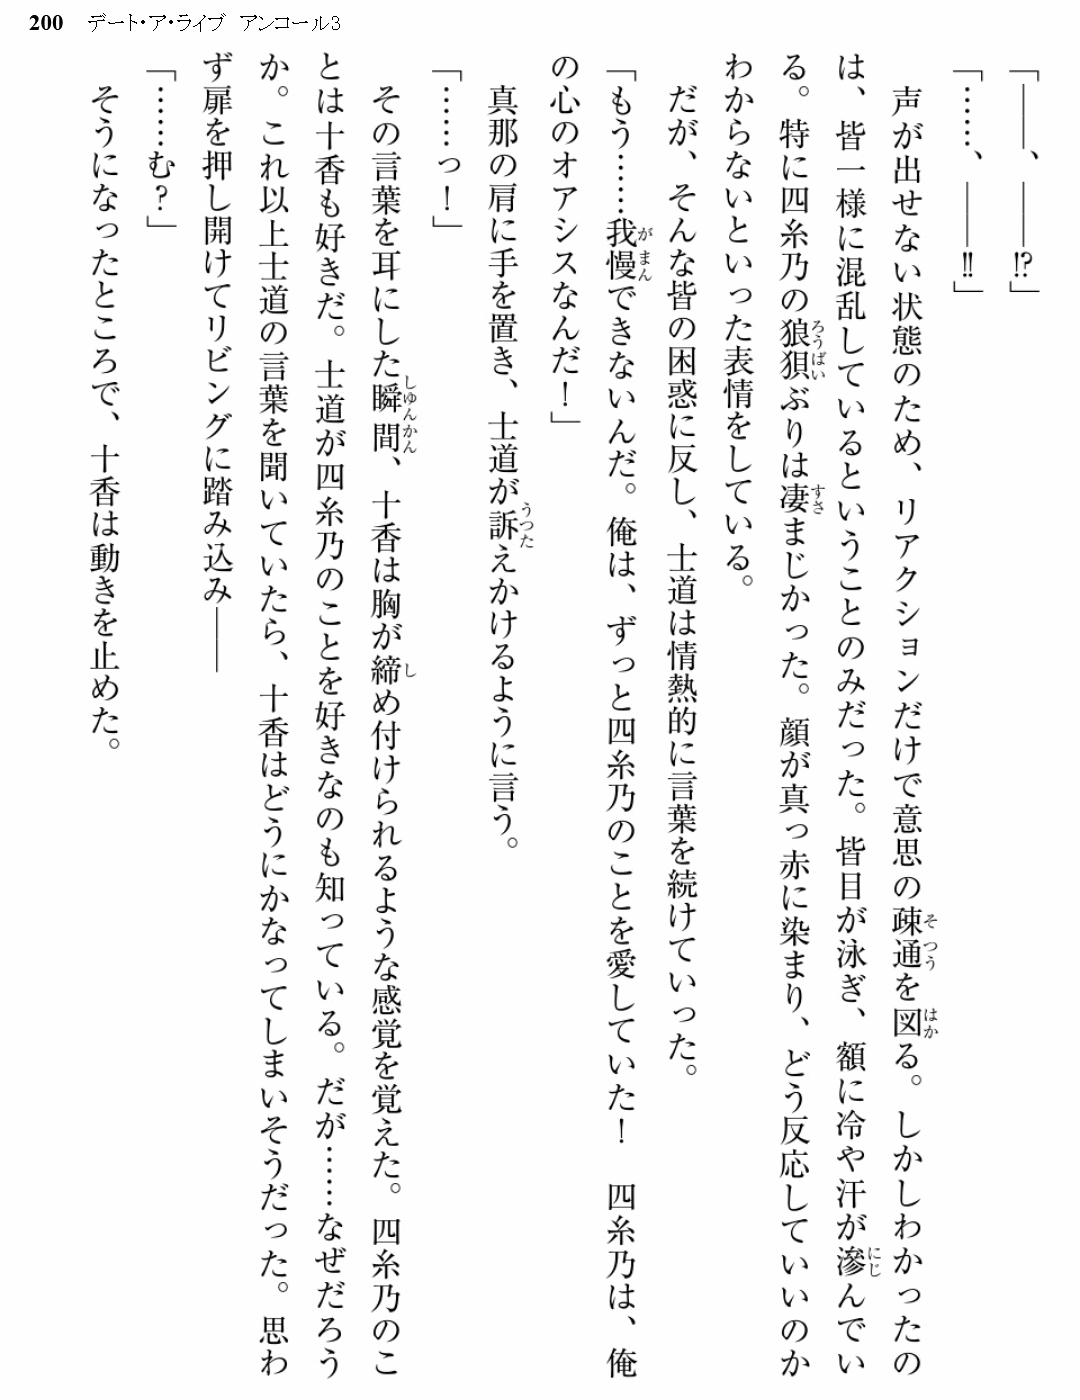 200 デート・ア・ライブ アンコール3
「――、――!?」
「……、――!!」
　声が出せない状態のため、リアクションだけで意思の疎通を図る。しかしわかったの
は、皆一様に混乱しているということのみだった。皆目が泳ぎ、額に冷や汗が滲んでい
る。特に四糸乃の狼狽ぶりは凄まじかった。顔が真っ赤に染まり、どう反応していいのか
わからないといった表情をしている。
　だが、そんな皆の困惑に反し、士道は情熱的に言葉を続けていった。
「もう……我慢できないんだ。俺は、ずっと四糸乃のことを愛していた！　四糸乃は、俺
の心のオアシスなんだ！」
　真那の肩に手を置き、士道が訴えかけるように言う。
「……っ！」
　その言葉を耳にした瞬間、十香は胸が締め付けられるような感覚を覚えた。四糸乃のこ
とは十香も好きだ。士道が四糸乃のことを好きなのも知っている。だが……なぜだろう
か。これ以上士道の言葉を聞いていたら、十香はどうにかなってしまいそうだった。思わ
ず扉を押し開けてリビングに踏み込み――
「……む？」
　そうになったところで、十香は動きを止めた。